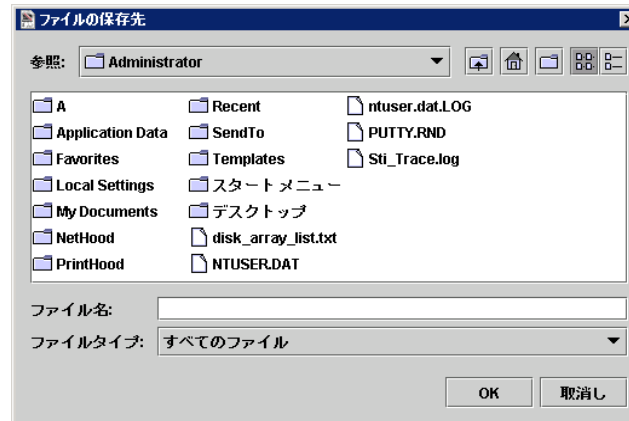 ファイルの保存先
参照: Administrator
A
Application Data
Favorites
Local Settings
My Documents
NetHood
PrintHood
Recent
SendTo
Templates
スタート メニュー
デスクトップ
disk_array_list.txt
NTUSER.DAT
ntuser.dat.LOG
PUTTY.RND
Sti_Trace.log
ファイル名:
ファイルタイプ: すべてのファイル
OK 取消し